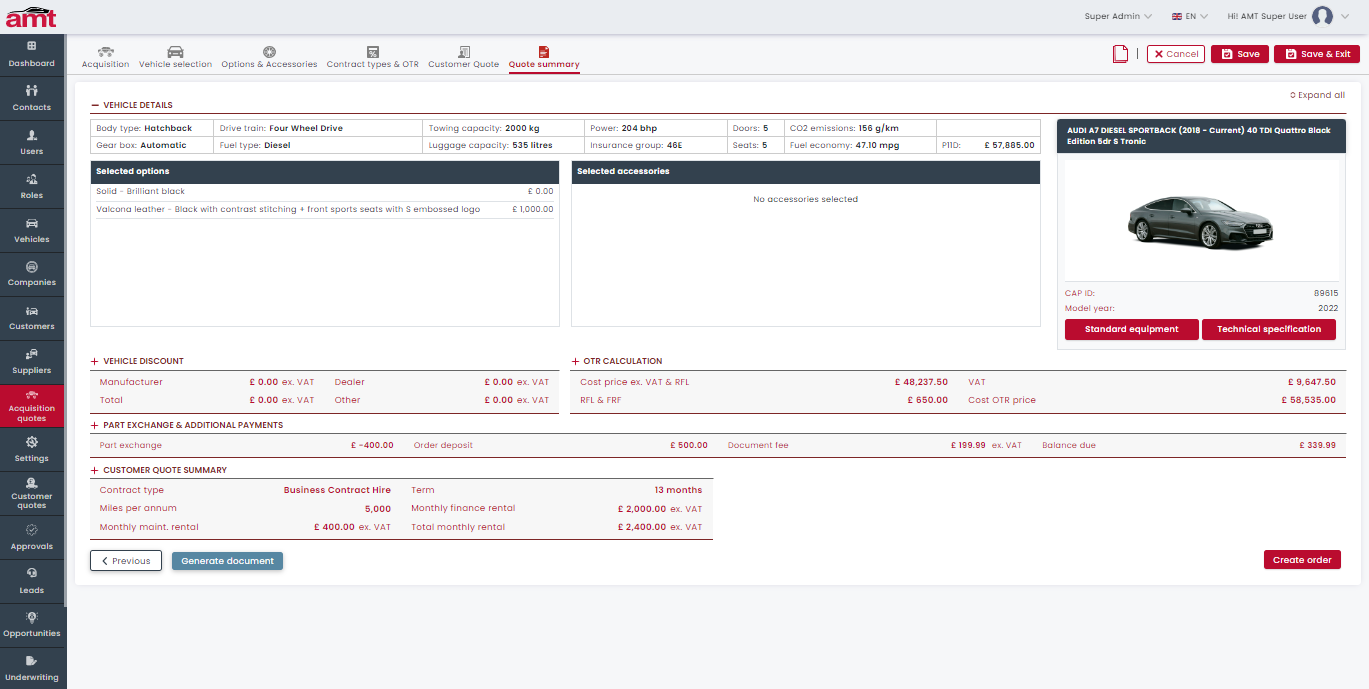 amt
Super Admin
EN
Hi! AMT Super User
Dashboard
Contacts
Users
Roles
Vehicles
Companies
Customers
Suppliers
Acquisition
quotes
Settings
Customer
quotes
Approvals
Leads
Opportunities
Underwriting
Acquisition
Vehicle selection
Options & Accessories
Contract types & OTR
Customer Quote
Quote summary
Cancel
Save
Save & Exit
Expand all
VEHICLE DETAILS
Body type: Hatchback Drive train: Four Wheel Drive Towing capacity: 2000 kg Power: 204 bhp Doors: 5 CO2 emissions: 156 g/km
Gear box: Automatic Fuel type: Diesel Luggage capacity: 535 litres Insurance group: 46E Seats: 5 Fuel economy: 47.10 mpg P11D: £ 57,885.00
Selected options
Solid - Brilliant black £ 0.00
Valcona leather - Black with contrast stitching + front sports seats with S embossed logo £ 1,000.00
Selected accessories
No accessories selected
AUDI A7 DIESEL SPORTBACK (2018 - Current) 40 TDI Quattro Black
Edition 5dr S Tronic
CAP ID: 89615
Model year: 2022
Standard equipment
Technical specification
VEHICLE DISCOUNT
Manufacturer £ 0.00 ex. VAT Dealer £ 0.00 ex. VAT
Total £ 0.00 ex. VAT Other £ 0.00 ex. VAT
OTR CALCULATION
Cost price ex. VAT & RFL £ 48,237.50 VAT £ 9,647.50
RFL & FRF £ 650.00 Cost OTR price £ 58,535.00
PART EXCHANGE & ADDITIONAL PAYMENTS
Part exchange £ -400.00 Order deposit £ 500.00 Document fee £ 199.99 ex. VAT Balance due £ 339.99
CUSTOMER QUOTE SUMMARY
Contract type Business Contract Hire Term 13 months
Miles per annum 5,000 Monthly finance rental £ 2,000.00 ex. VAT
Monthly maint. rental £ 400.00 ex. VAT Total monthly rental £ 2,400.00 ex. VAT
Previous
Generate document
Create order